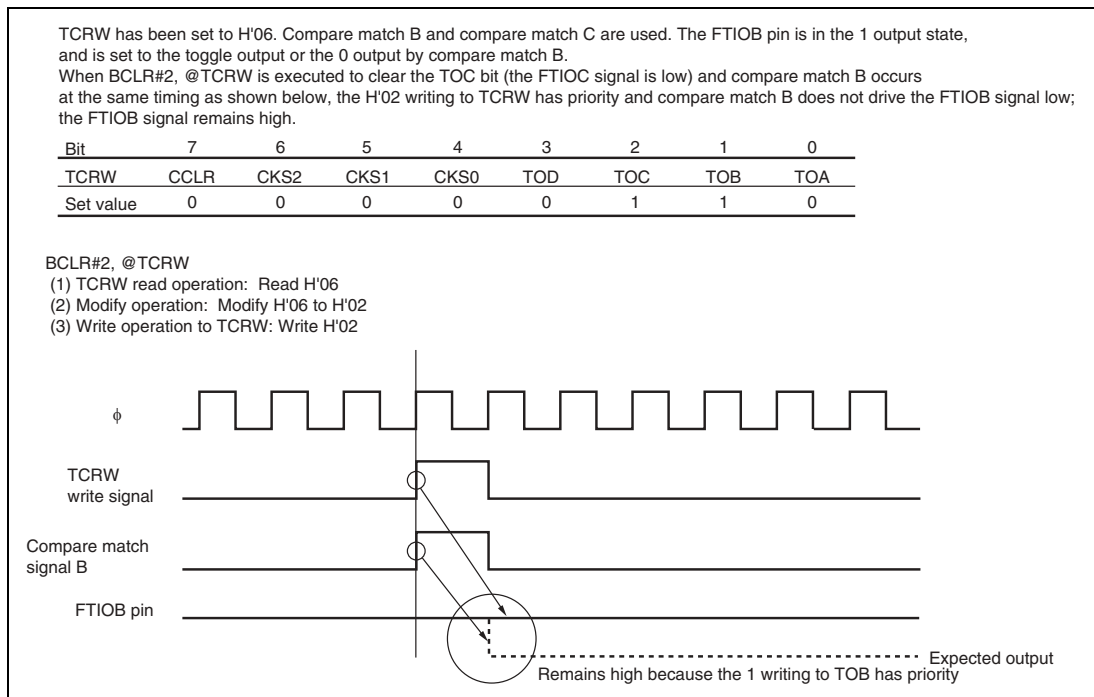 TCRW has been set to H'06. Compare match B and compare match C are used. The FTIOB pin is in the 1 output state,
and is set to the toggle output or the 0 output by compare match B.
When BCLR#2, @TCRW is executed to clear the TOC bit (the FTIOC signal is low) and compare match B occurs
at the same timing as shown below, the H'02 writing to TCRW has priority and compare match B does not drive the FTIOB signal low;
the FTIOB signal remains high.
Bit 7 6 5 4 3 2 1 0
TCRW CCLR CKS2 CKS1 CKS0 TOD TOC TOB TOA
Set value 0 0 0 0 0 1 1 0
BCLR#2, @TCRW
(1) TCRW read operation: Read H'06
(2) Modify operation: Modify H'06 to H'02
(3) Write operation to TCRW: Write H'02
ϕ
TCRW
write signal
Compare match
signal B
FTIOB pin
Expected output
Remains high because the 1 writing to TOB has priority